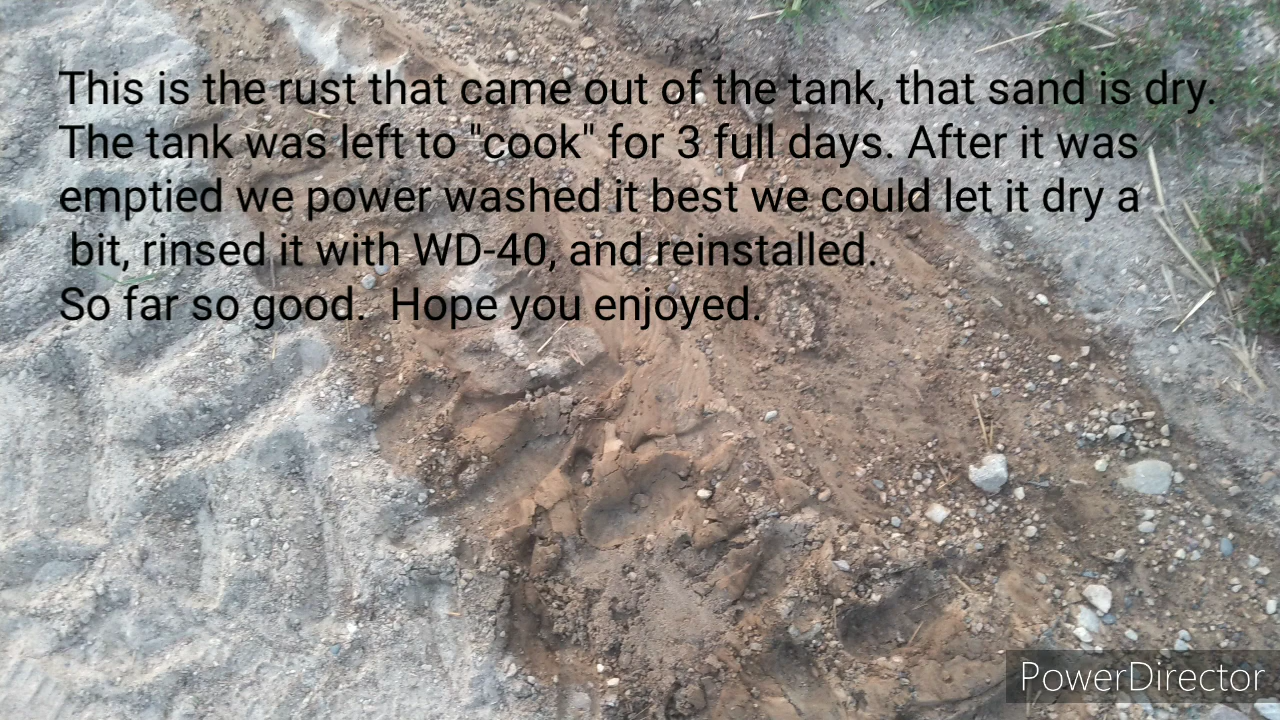 This is the rust that came out of the tank, that sand is dry.
The tank was left to "cook" for 3 full days. After it was
emptied we power washed it best we could let it dry a
bit, rinsed it with WD-40, and reinstalled.
So far so good.  Hope you enjoyed.
PowerDirector